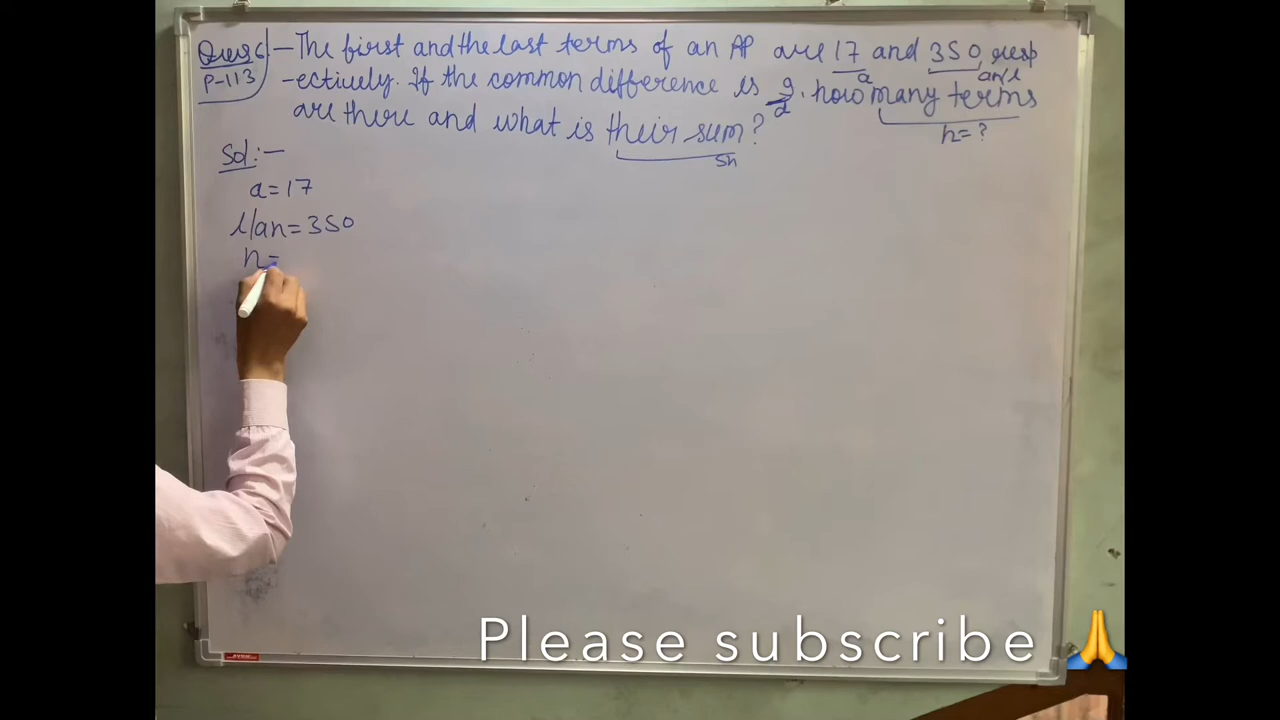 Ques 6 - The first and the last terms of an AP are 17 and 350, resp
P-113 -ectively. If the common difference is 9, how many terms
are there and what is their sum?
a
an/l
d
n=?
Sn
Sol:-
a=17
l/an=350
n=
Please subscribe 🙏